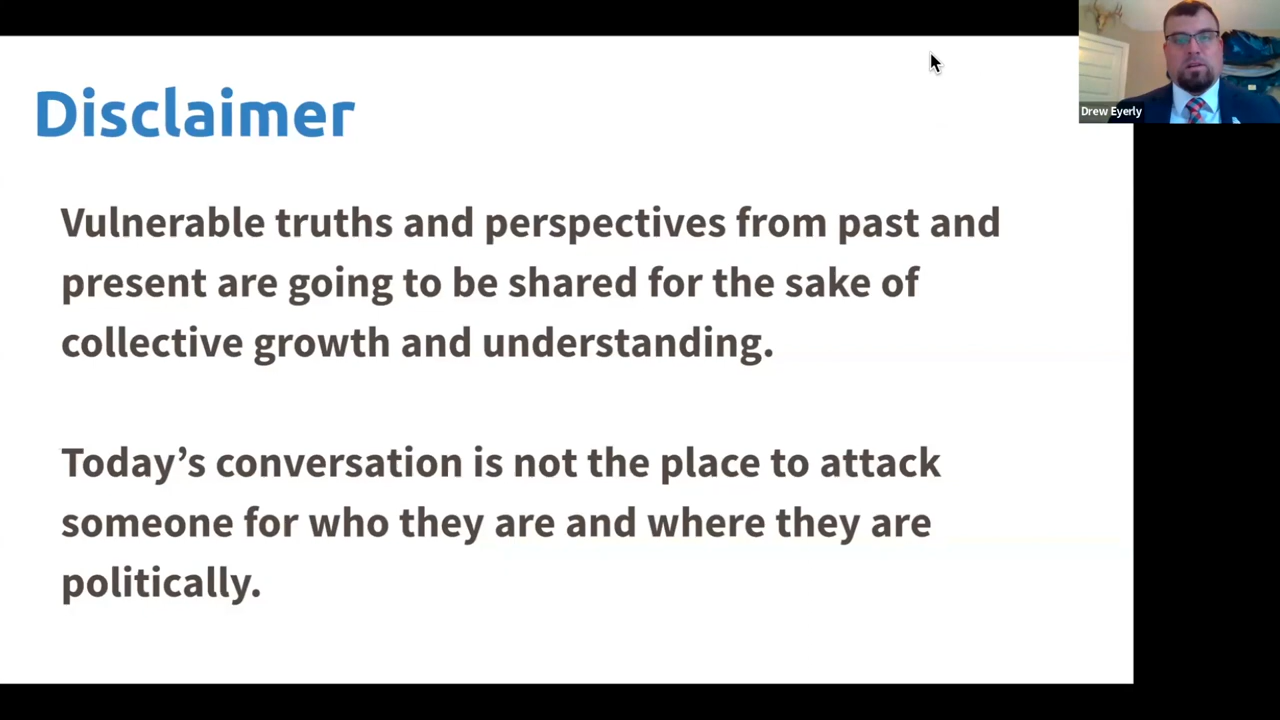 Disclaimer
Drew Eyerly
Vulnerable truths and perspectives from past and
present are going to be shared for the sake of
collective growth and understanding.
Today’s conversation is not the place to attack
someone for who they are and where they are
politically.